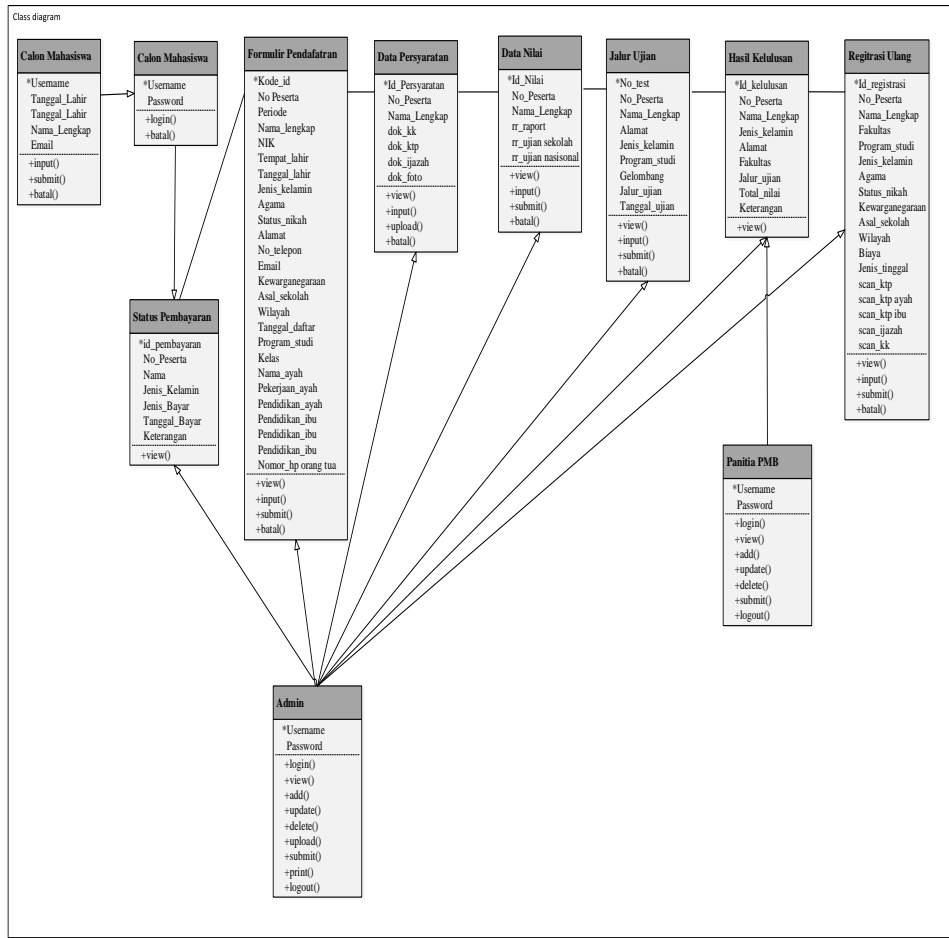 Class diagram
Calon Mahasiswa
*Username
Tanggal_Lahir
Tanggal_Lahir
Nama_Lengkap
Email
+input()
+submit()
+batal()
Calon Mahasiswa
*Username
Password
+login()
+batal()
Formulir Pendafatran
*Kode_id
No Peserta
Periode
Nama_lengkap
NIK
Tempat_lahir
Tanggal_lahir
Jenis_kelamin
Agama
Status_nikah
Alamat
No_telepon
Email
Kewarganegaraan
Asal_sekolah
Wilayah
Tanggal_daftar
Program_studi
Kelas
Nama_ayah
Pekerjaan_ayah
Pendidikan_ayah
Pendidikan_ibu
Pendidikan_ibu
Pendidikan_ibu
Nomor_hp orang tua
+view()
+input()
+submit()
+batal()
Data Persyaratan
*Id_Persyaratan
No_Peserta
Nama_Lengkap
dok_kk
dok_ktp
dok_ijazah
dok_foto
+view()
+input()
+upload()
+batal()
Data Nilai
*Id_Nilai
No_Peserta
Nama_Lengkap
rr_raport
rr_ujian sekolah
rr_ujian nasisonal
+view()
+input()
+submit()
+batal()
Jalur Ujian
*No_test
No_Peserta
Nama_Lengkap
Alamat
Jenis_kelamin
Program_studi
Gelombang
Jalur_ujian
Tanggal_ujian
+view()
+input()
+submit()
+batal()
Hasil Kelulusan
*Id_kelulusan
No_Peserta
Nama_Lengkap
Jenis_kelamin
Alamat
Fakultas
Jalur_ujian
Total_nilai
Keterangan
+view()
Regitrasi Ulang
*Id_registrasi
No_Peserta
Nama_Lengkap
Fakultas
Program_studi
Jenis_kelamin
Agama
Status_nikah
Kewarganegaraan
Asal_sekolah
Wilayah
Biaya
Jenis_tinggal
scan_ktp
scan_ktp ayah
scan_ktp ibu
scan_ijazah
scan_kk
+view()
+input()
+submit()
+batal()
Status Pembayaran
*id_pembayaran
No_Peserta
Nama
Jenis_Kelamin
Jenis_Bayar
Tanggal_Bayar
Keterangan
+view()
Panitia PMB
*Username
Password
+login()
+view()
+add()
+update()
+delete()
+submit()
+logout()
Admin
*Username
Password
+login()
+view()
+add()
+update()
+delete()
+upload()
+submit()
+print()
+logout()